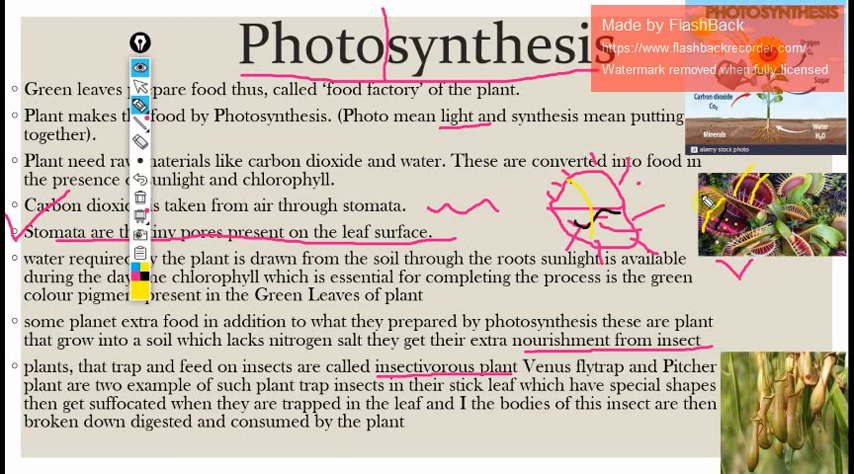 PHOTOSYNTHESIS
Made by FlashBack
https://www.flashbackrecorder.com/
Watermark removed when fully licensed
Photosynthesis
Green leaves pare food thus, called 'food factory' of the plant.
Plant makes th food by Photosynthesis. (Photo mean light and synthesis mean putting
together).
Plant need raw materials like carbon dioxide and water. These are converted into food in
the presence of sunlight and chlorophyll.
Carbon dioxide is taken from air through stomata.
Stomata are the tiny pores present on the leaf surface.
water required by the plant is drawn from the soil through the roots sunlight is available
during the day the chlorophyll which is essential for completing the process is the green
colour pigment present in the Green Leaves of plant
some planet extra food in addition to what they prepared by photosynthesis these are plant
that grow into a soil which lacks nitrogen salt they get their extra nourishment from insect
plants, that trap and feed on insects are called insectivorous plant Venus flytrap and Pitcher
plant are two example of such plant trap insects in their stick leaf which have special shapes
then get suffocated when they are trapped in the leaf and I the bodies of this insect are then
broken down digested and consumed by the plant
Oxygen
Sugar
Carbon dioxide
Co₂
Minerals
Water
H₂O
alamy stock photo